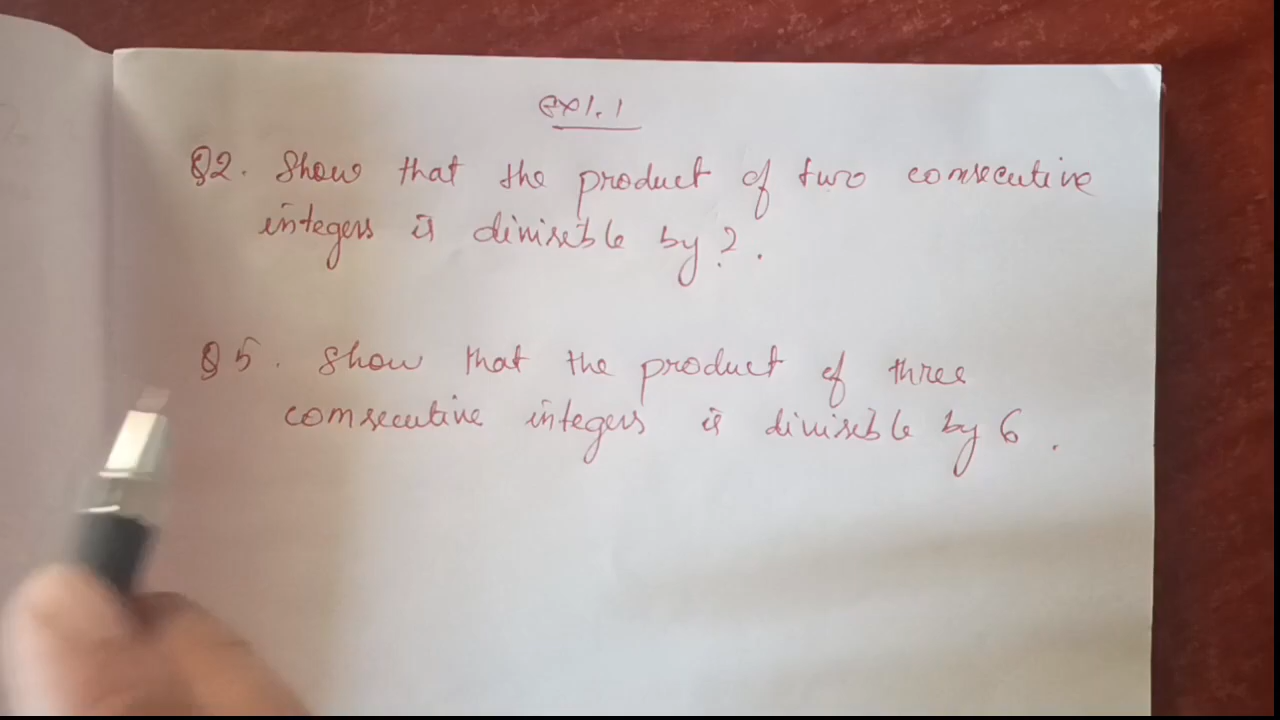 ex1.1
Q2. Show that the product of two consecutive
integers is divisible by 2.
Q5. Show that the product of three
consecutive integers is divisible by 6.